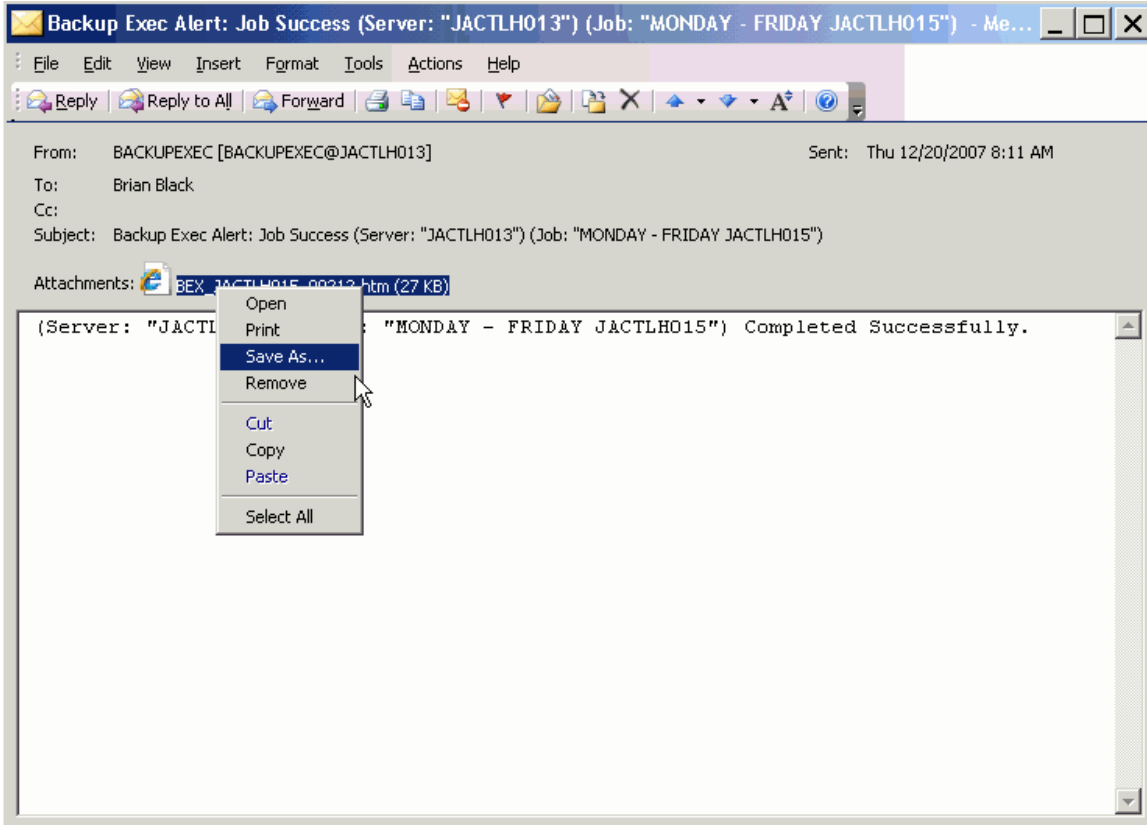 Backup Exec Alert: Job Success (Server: "JACTLH013") (Job: "MONDAY - FRIDAY JACTLH015") - Me...
File Edit View Insert Format Tools Actions Help
Reply Reply to All Forward
From: BACKUPEXEC [BACKUPEXEC@JACTLH013] Sent: Thu 12/20/2007 8:11 AM
To: Brian Black
Cc:
Subject: Backup Exec Alert: Job Success (Server: "JACTLH013") (Job: "MONDAY - FRIDAY JACTLH015")
Attachments: htm (27 KB)
(Server: "JACTL : "MONDAY - FRIDAY JACTLH015") Completed Successfully.
Open
Print
Save As...
Remove
Cut
Copy
Paste
Select All